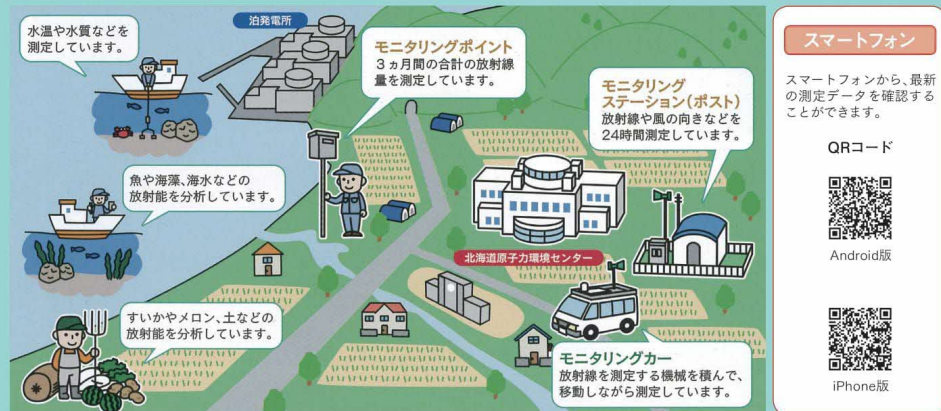 水温や水質などを
測定しています。
泊発電所
モニタリングポイント
3ヵ月間の合計の放射線
量を測定しています。
モニタリング
ステーション(ポスト)
放射線や風の向きなどを
24時間測定しています。
魚や海藻、海水などの
放射能を分析しています。
北海道原子力環境センター
すいかやメロン、土などの
放射能を分析しています。
モニタリングカー
放射線を測定する機械を積んで、
移動しながら測定しています。
スマートフォン
スマートフォンから、最新
の測定データを確認する
ことができます。
QRコード
Android版
iPhone版